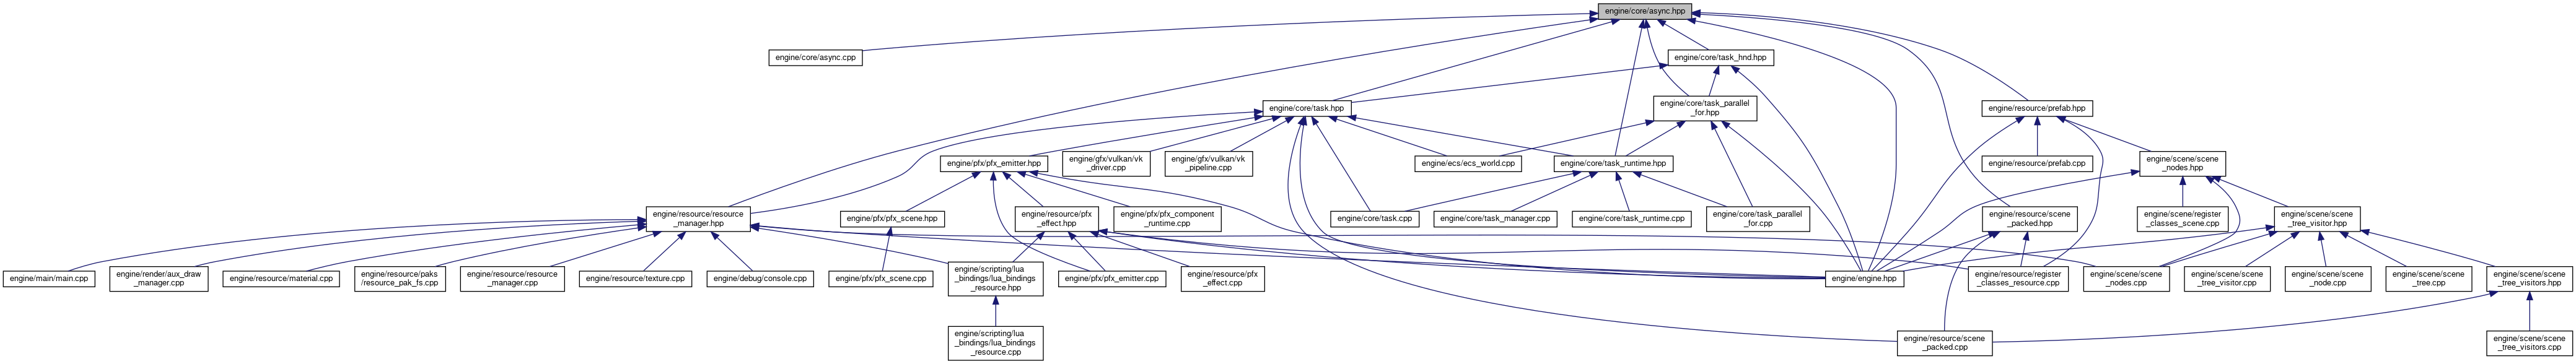 engine/core/async.hpp
engine/core/async.cpp
engine/core/task_hnd.hpp
engine/core/task.hpp
engine/core/task_parallel
_for.hpp
engine/resource/prefab.hpp
engine/pfx/pfx_emitter.hpp
engine/gfx/vulkan/vk
_driver.cpp
engine/gfx/vulkan/vk
_pipeline.cpp
engine/ecs/ecs_world.cpp
engine/core/task_runtime.hpp
engine/resource/prefab.cpp
engine/scene/scene
_nodes.hpp
engine/resource/resource
_manager.hpp
engine/pfx/pfx_scene.hpp
engine/resource/pfx
_effect.hpp
engine/pfx/pfx_component
_runtime.cpp
engine/core/task.cpp
engine/core/task_manager.cpp
engine/core/task_runtime.cpp
engine/core/task_parallel
_for.cpp
engine/resource/scene
_packed.hpp
engine/scene/register
_classes_scene.cpp
engine/scene/scene
_tree_visitor.hpp
engine/main/main.cpp
engine/render/aux_draw
_manager.cpp
engine/resource/material.cpp
engine/resource/paks
/resource_pak_fs.cpp
engine/resource/resource
_manager.cpp
engine/resource/texture.cpp
engine/debug/console.cpp
engine/pfx/pfx_scene.cpp
engine/scripting/lua
_bindings/lua_bindings
_resource.hpp
engine/pfx/pfx_emitter.cpp
engine/resource/pfx
_effect.cpp
engine/engine.hpp
engine/resource/register
_classes_resource.cpp
engine/scene/scene
_nodes.cpp
engine/scene/scene
_tree_visitor.cpp
engine/scene/scene
_node.cpp
engine/scene/scene
_tree.cpp
engine/scene/scene
_tree_visitors.hpp
engine/scripting/lua
_bindings/lua_bindings
_resource.cpp
engine/resource/scene
_packed.cpp
engine/scene/scene
_tree_visitors.cpp